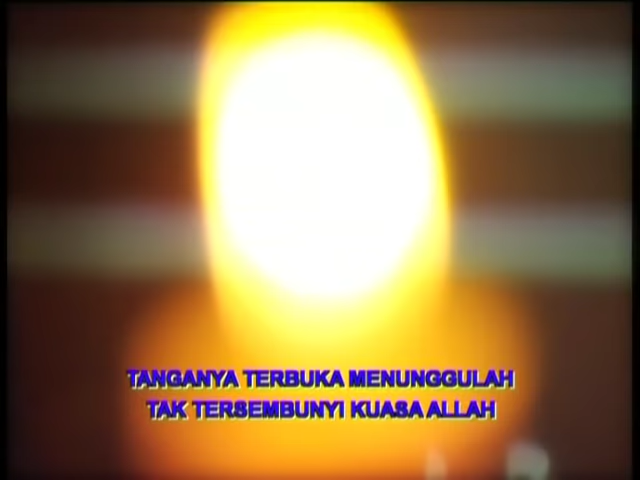 TANGANYA TERBUKA MENUNGGULAH
TAK TERSEMBUNYI KUASA ALLAH